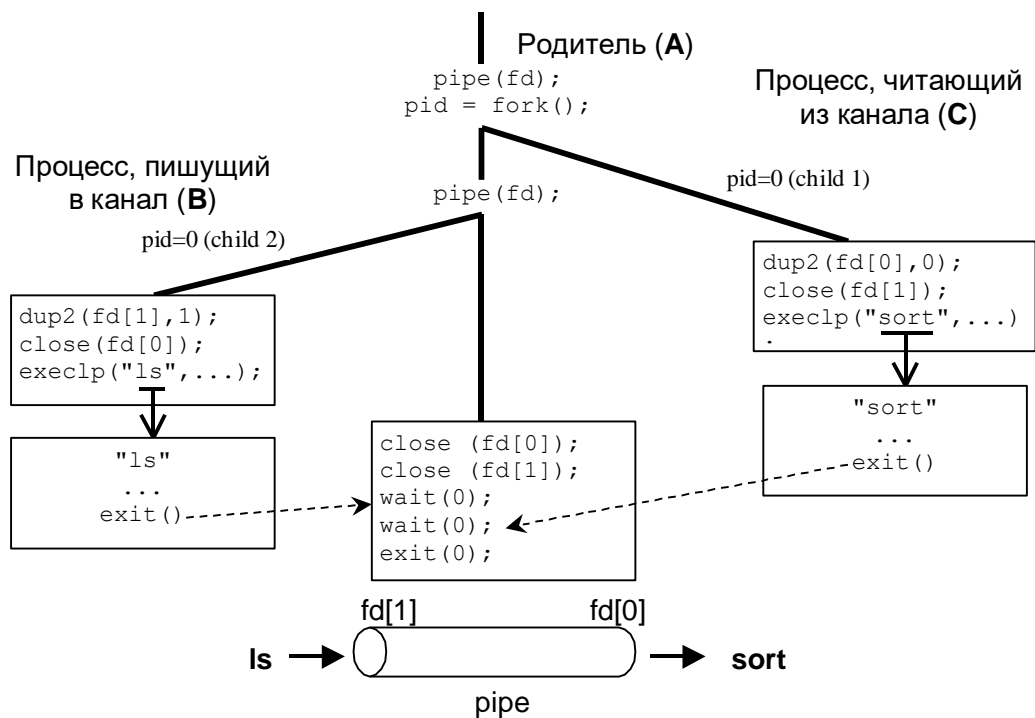 Родитель (A)
pipe(fd);
pid = fork();
Процесс, читающий
из канала (C)
Процесс, пишущий
в канал (B)
pipe(fd);
pid=0 (child 1)
pid=0 (child 2)
dup2(fd[0],0);
close(fd[1]);
execlp("sort",...)
.
dup2(fd[1],1);
close(fd[0]);
execlp("ls",...);
"sort"
...
exit()
"ls"
...
exit()
close (fd[0]);
close (fd[1]);
wait(0);
wait(0);
exit(0);
fd[1] fd[0]
ls sort
pipe